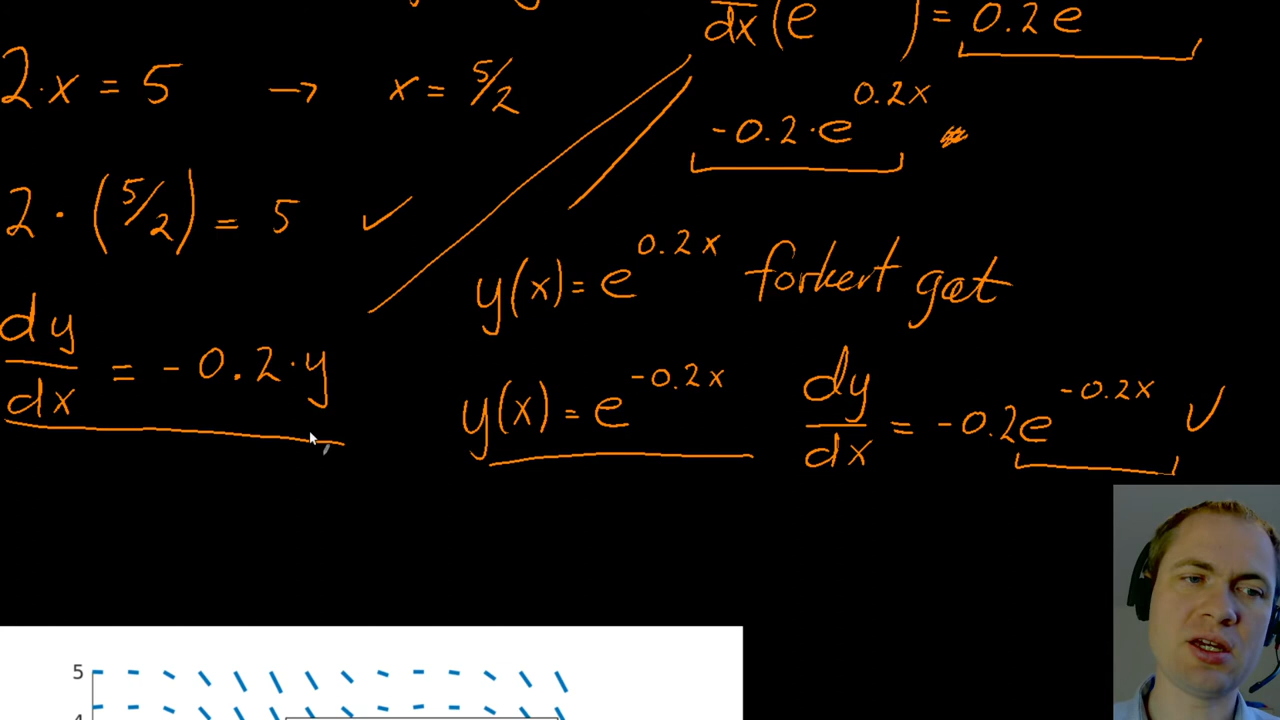 d/dx (e ) = 0.2e
2·x = 5 → x = 5/2
-0.2·e^0.2x
2·(5/2) = 5 ✓
y(x) = e^0.2x forkert gæt
dy/dx = -0.2·y
y(x) = e^-0.2x dy/dx = -0.2e^-0.2x ✓
5